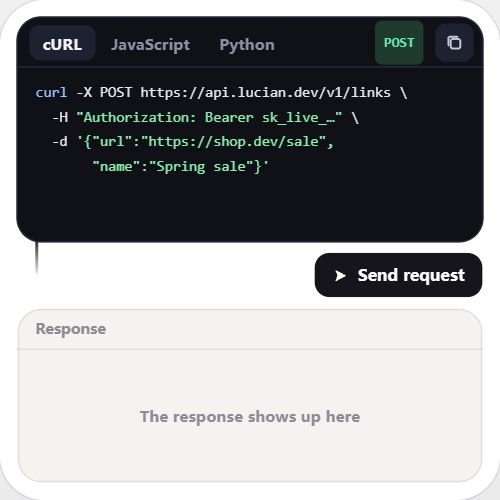 cURL JavaScript Python POST
curl -X POST https://api.lucian.dev/v1/links \
-H "Authorization: Bearer sk_live_…" \
-d '{"url":"https://shop.dev/sale",
"name":"Spring sale"}'
Send request
Response
The response shows up here